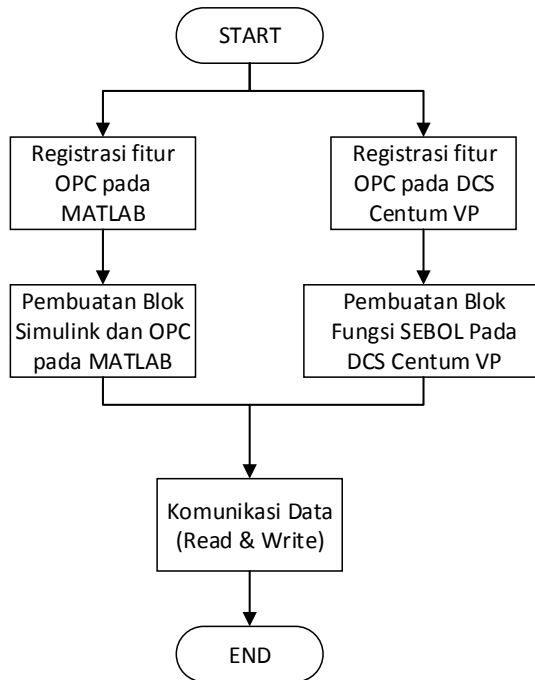 START
Registrasi fitur
OPC pada
MATLAB
Registrasi fitur
OPC pada DCS
Centum VP
Pembuatan Blok
Simulink dan OPC
pada MATLAB
Pembuatan Blok
Fungsi SEBOL Pada
DCS Centum VP
Komunikasi Data
(Read & Write)
END